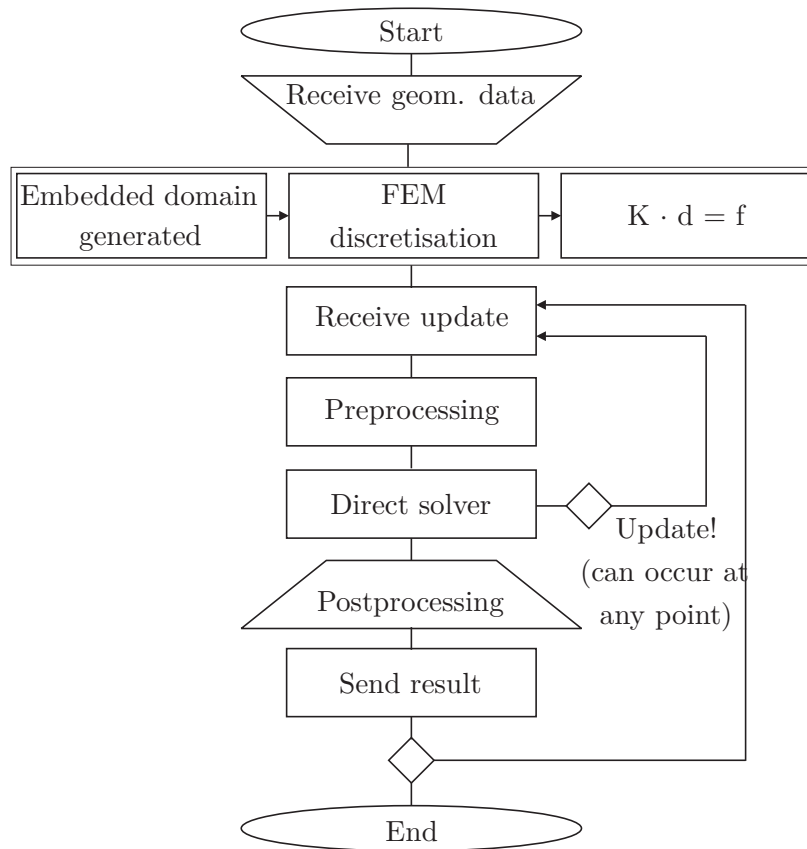 Start
Receive geom. data
Embedded domain
generated
FEM
discretisation
K · d = f
Receive update
Preprocessing
Direct solver
Update!
(can occur at
any point)
Postprocessing
Send result
End